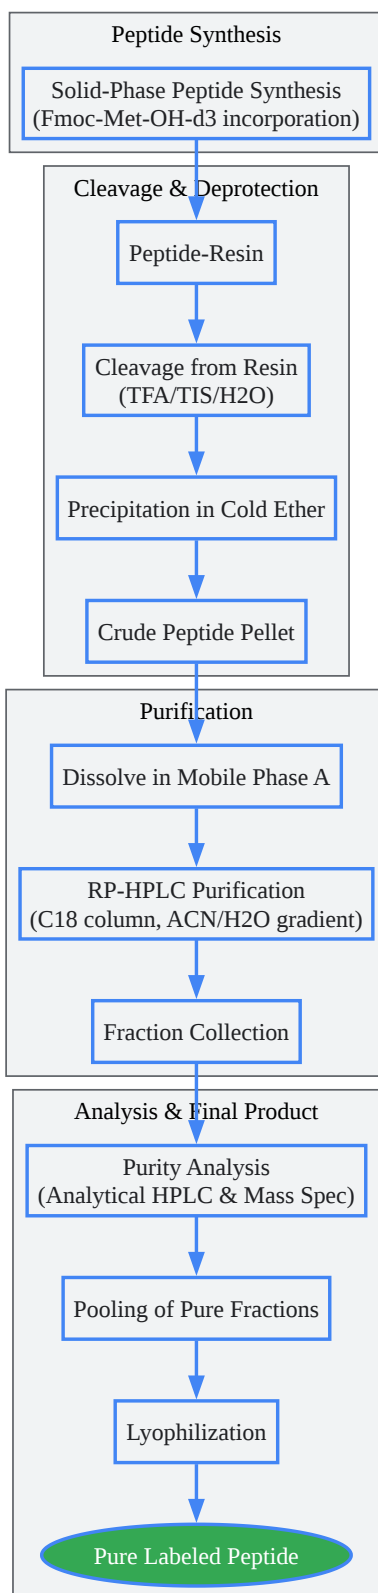 Peptide Synthesis
Solid-Phase Peptide Synthesis
(Fmoc-Met-OH-d3 incorporation)
Cleavage & Deprotection
Peptide-Resin
Cleavage from Resin
(TFA/TIS/H2O)
Precipitation in Cold Ether
Crude Peptide Pellet
Purification
Dissolve in Mobile Phase A
RP-HPLC Purification
(C18 column, ACN/H2O gradient)
Fraction Collection
Analysis & Final Product
Purity Analysis
(Analytical HPLC & Mass Spec)
Pooling of Pure Fractions
Lyophilization
Pure Labeled Peptide